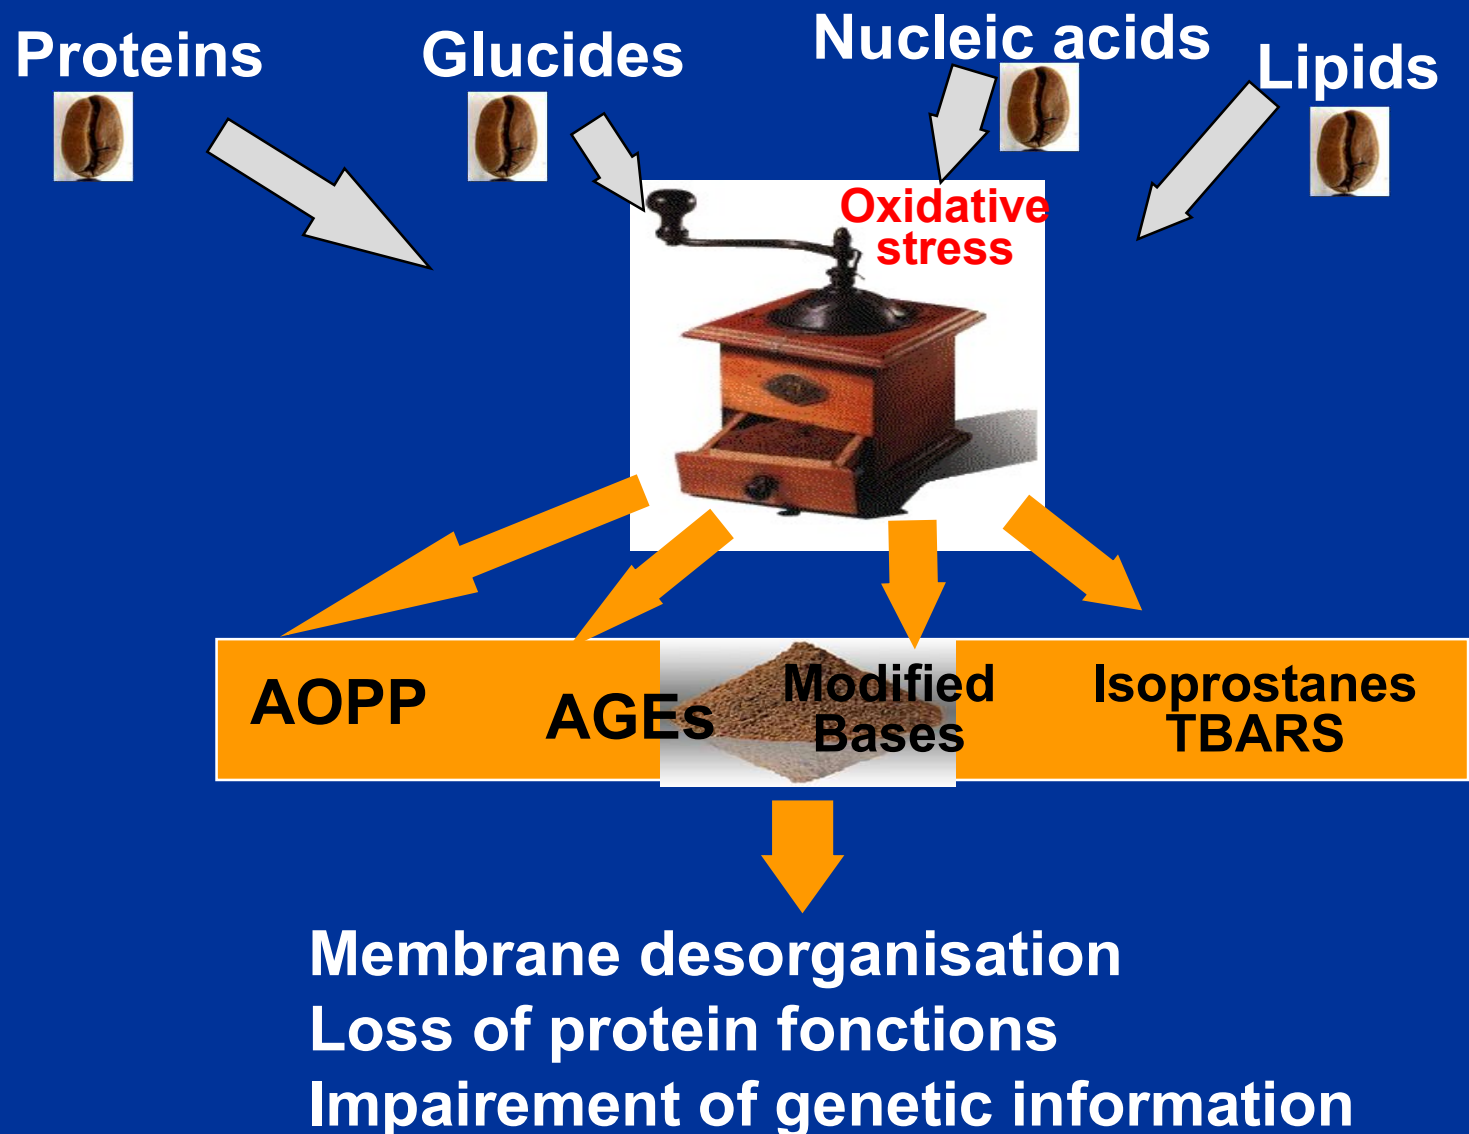 Proteins
Glucides
Nucleic acids
Lipids
Oxidative
stress
AOPP
AGEs
Modified
Bases
Isoprostanes
TBARS
Membrane desorganisation
Loss of protein fonctions
Impairement of genetic information